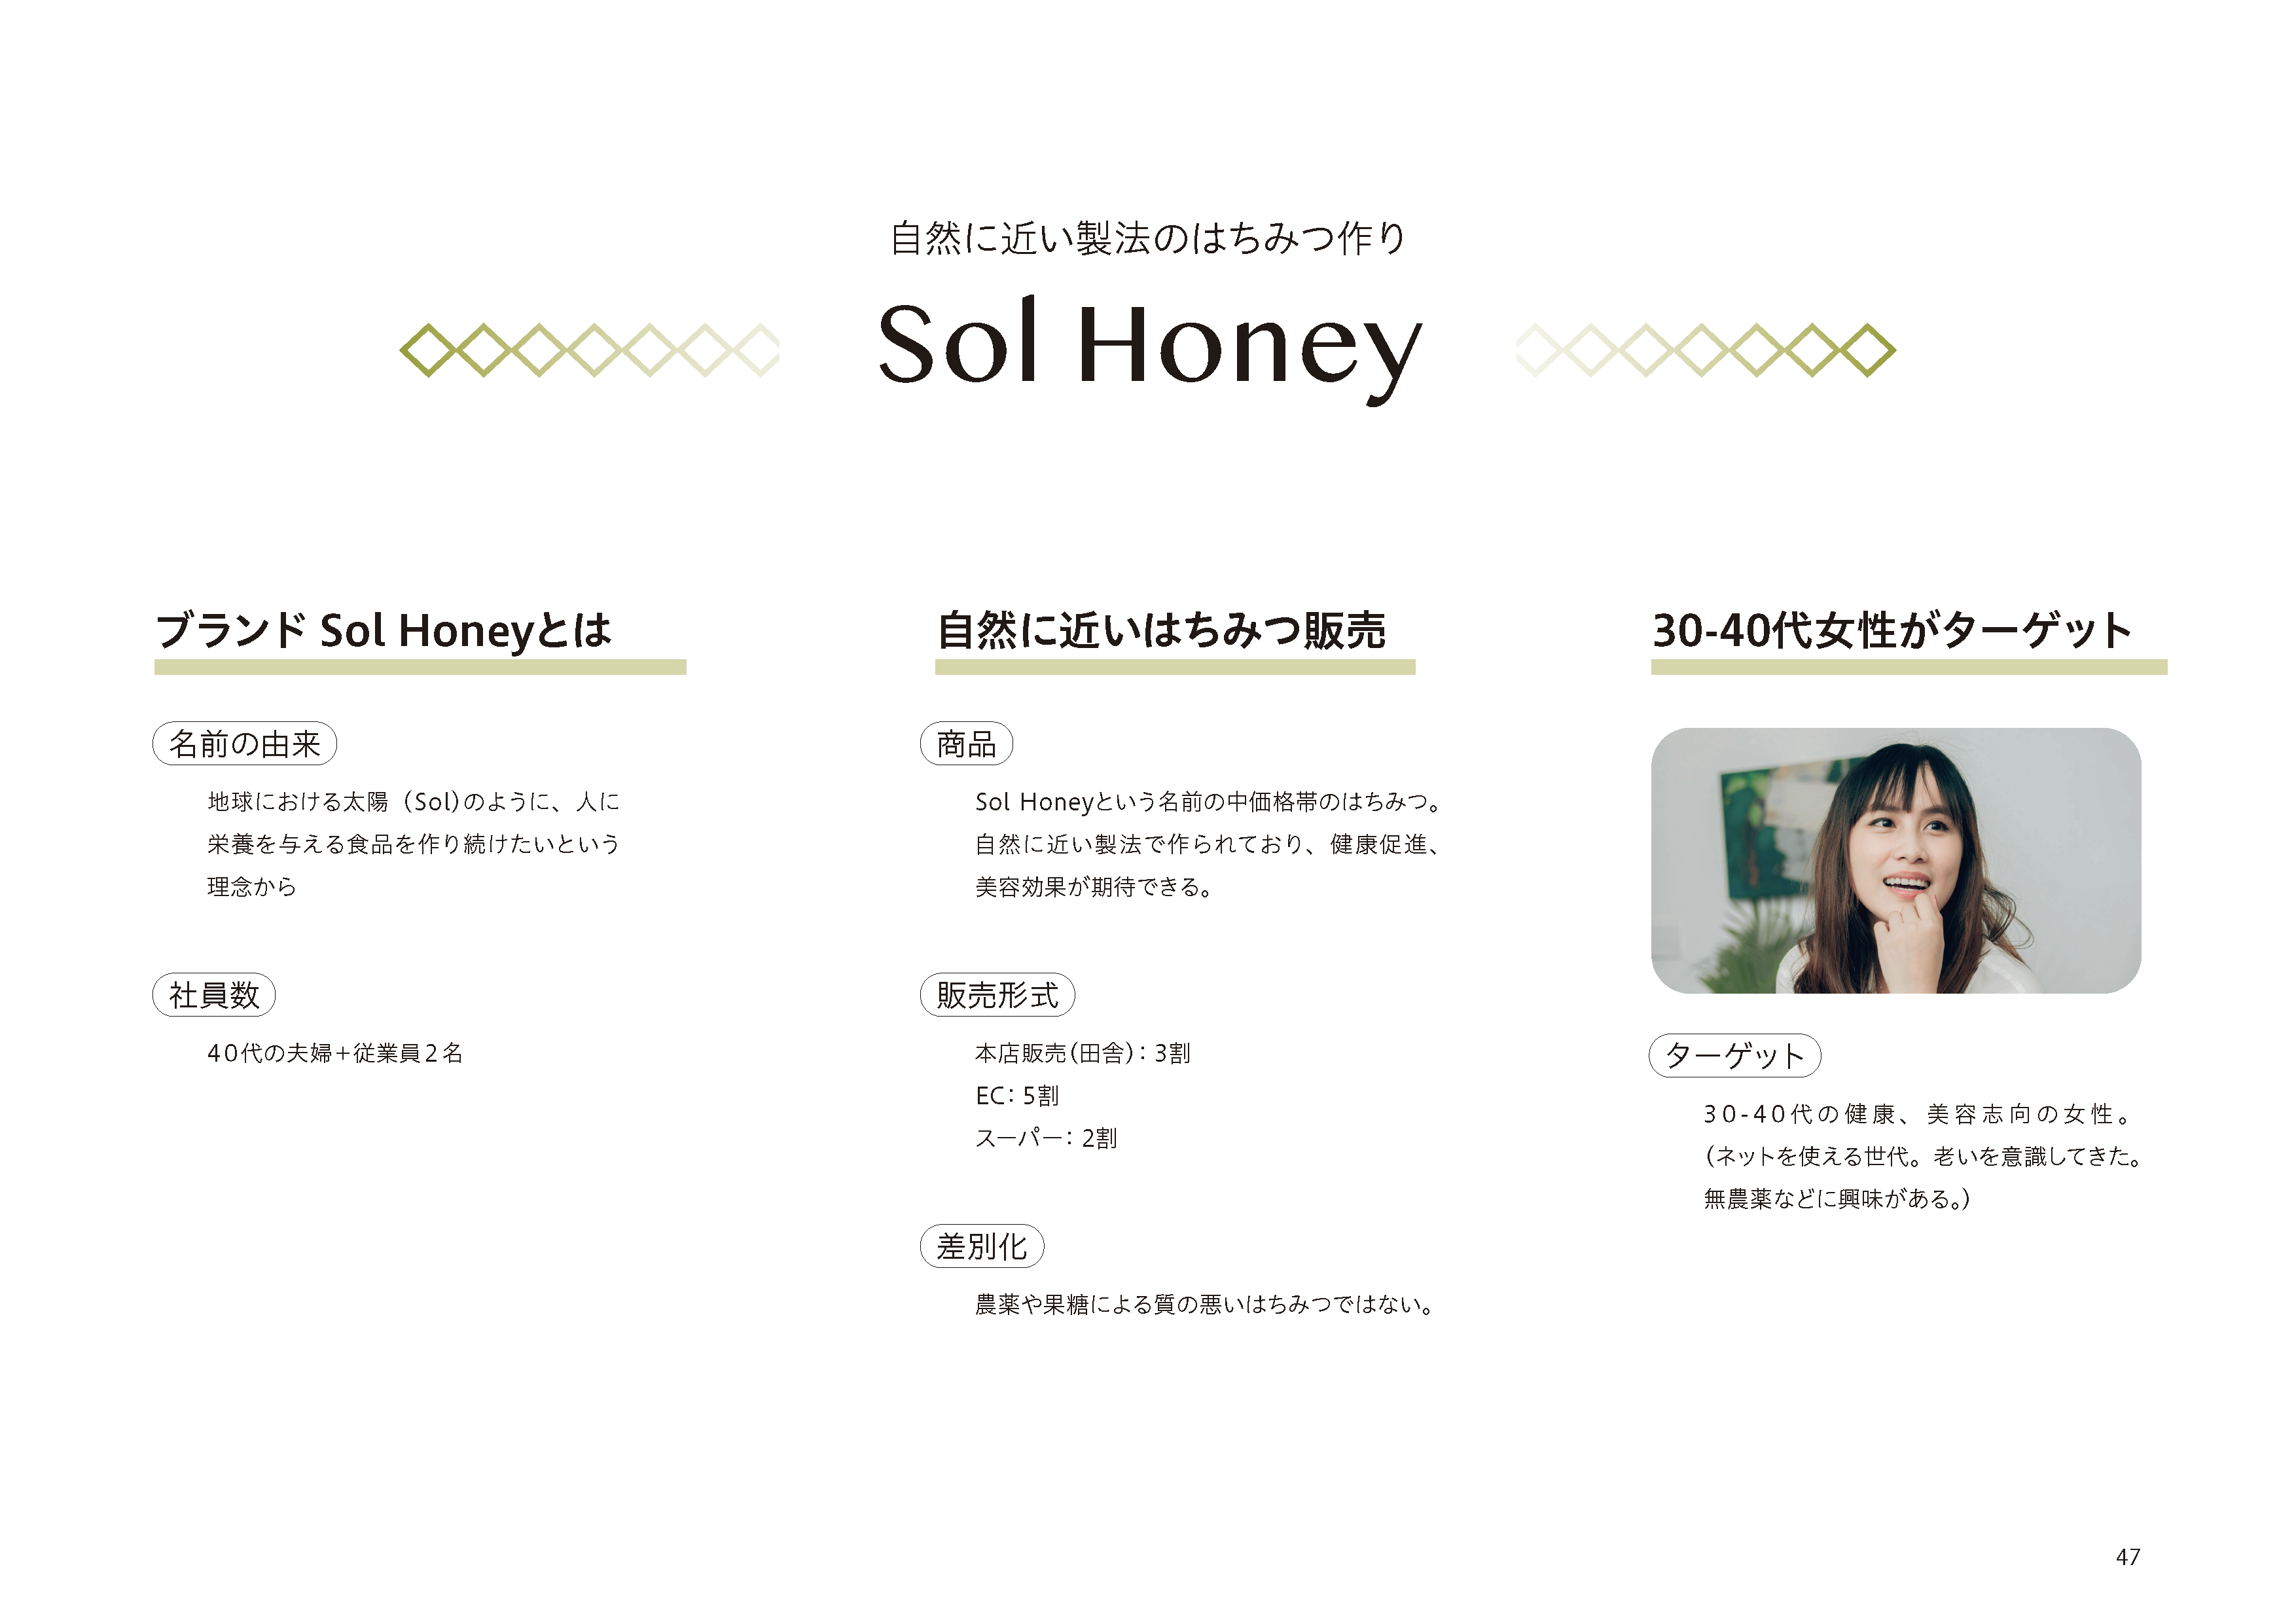 自然に近い製法のはちみつ作り
Sol Honey
ブランド Sol Honeyとは
名前の由来
地球における太陽（Sol）のように、人に
栄養を与える食品を作り続けたいという
理念から
社員数
40代の夫婦+従業員2名
自然に近いはちみつ販売
商品
Sol Honeyという名前の中価格帯のはちみつ。
自然に近い製法で作られており、健康促進、
美容効果が期待できる。
販売形式
本店販売（田舎）：3割
EC：5割
スーパー：2割
差別化
農薬や果糖による質の悪いはちみつではない。
30-40代女性がターゲット
ターゲット
30-40代の健康、美容志向の女性。
（ネットを使える世代。老いを意識してきた。
無農薬などに興味がある。）
47